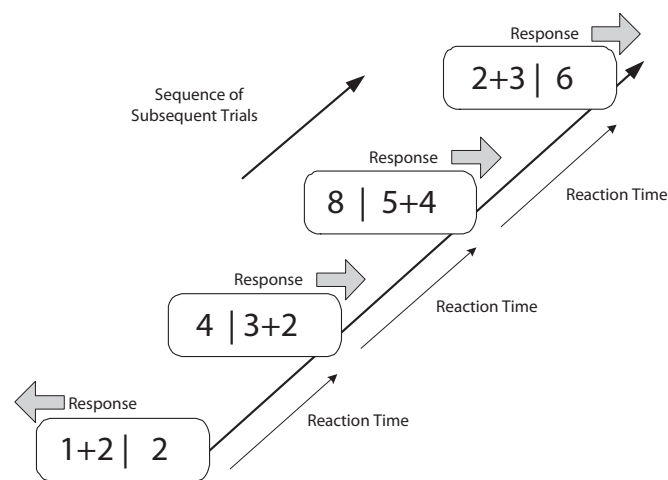 Response
2+3 | 6
Sequence of
Subsequent Trials
Response
Reaction Time
8 | 5+4
Response
Reaction Time
4 | 3+2
Response
Reaction Time
1+2 | 2